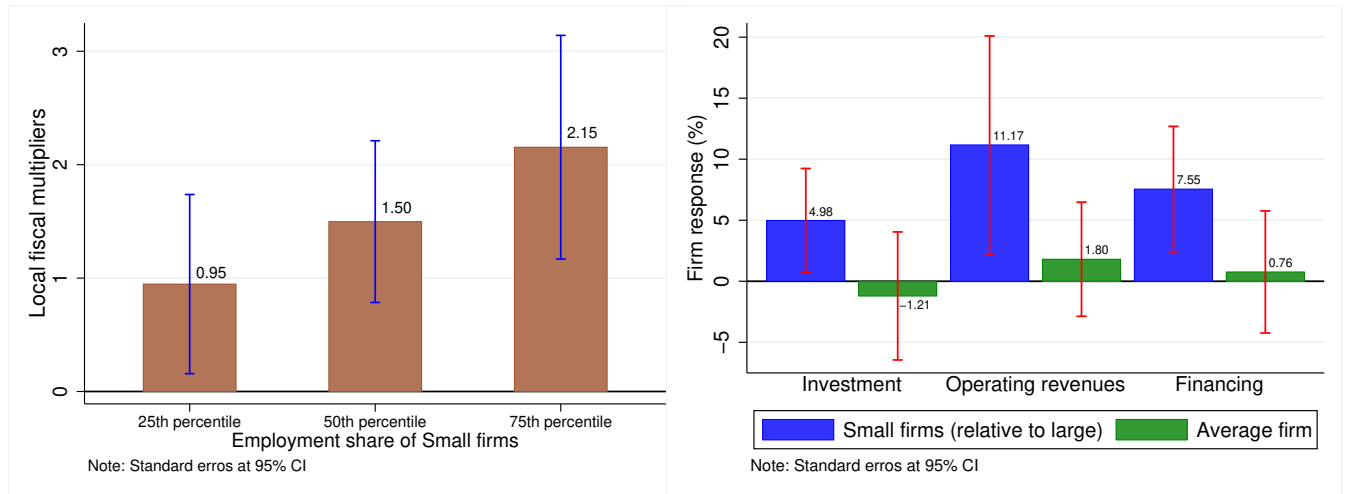 Local fiscal multipliers
3
2
1
0
0.95
1.50
2.15
25th percentile
50th percentile
75th percentile
Employment share of Small firms
Note: Standard erros at 95% CI
Firm response (%)
20
15
10
5
0
−5
4.98
−1.21
11.17
1.80
7.55
0.76
Investment
Operating revenues
Financing
Small firms (relative to large)
Average firm
Note: Standard erros at 95% CI